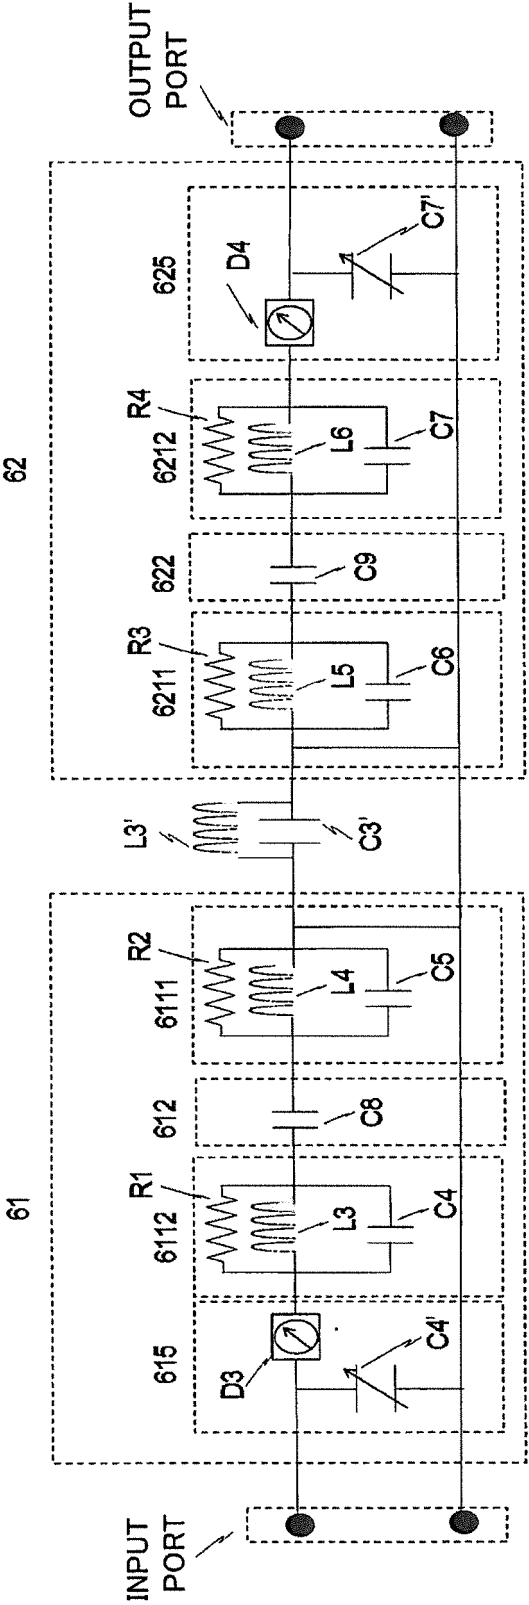 61
62
INPUT
PORT
615
D3
C4'
6112
R1
L3
C4
612
C8
6111
R2
L4
C5
L3'
C3'
6211
R3
L5
C6
622
C9
6212
R4
L6
C7
625
D4
C7'
OUTPUT
PORT